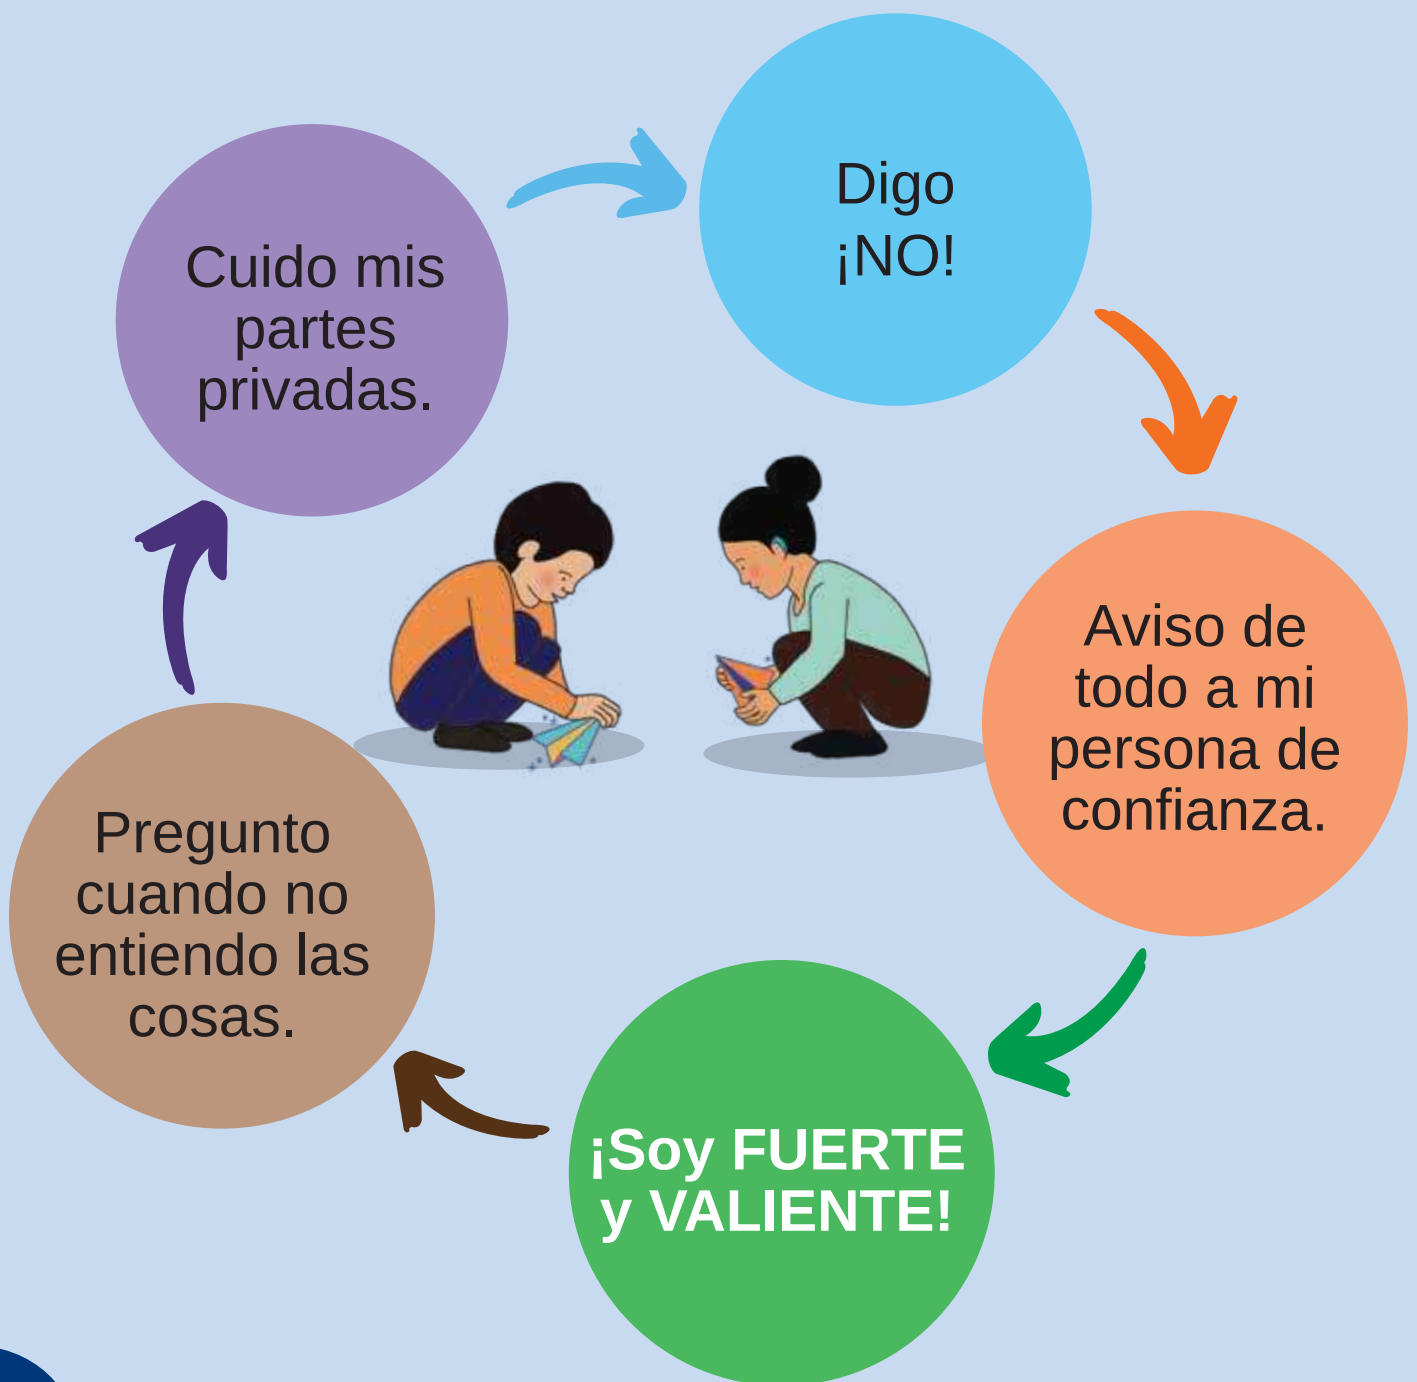 Cuido mis
partes
privadas.
Digo
¡NO!
Aviso de
todo a mi
persona de
confianza.
¡Soy FUERTE
y VALIENTE!
Pregunto
cuando no
entiendo las
cosas.